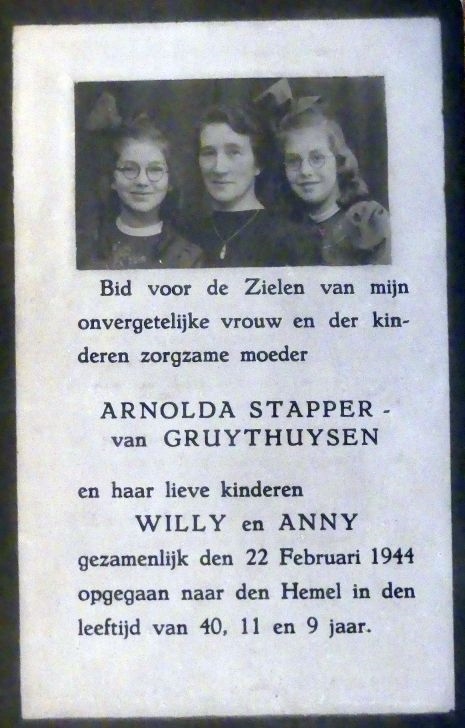 Bid voor de Zielen van mijn
onvergetelijke vrouw en der kin-
deren zorgzame moeder
ARNOLDA STAPPER -
van GRUYTHUYSEN
en haar lieve kinderen
WILLY en ANNY
gezamenlijk den 22 Februari 1944
opgegaan naar den Hemel in den
leeftijd van 40, 11 en 9 jaar.